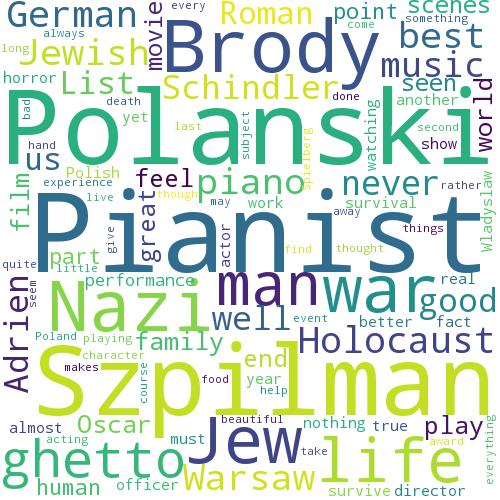 German
Jewish
Roman
movie
point
scenes
every
come
something
long
always
Brody
best
music
horror
List
Schindler
seen
death
yet
another
bad
Polanski
done
world
hand
last
subject
Spielberg
watching
second
show
us
Polish
feel
never
experience
though
rather
live
may
survival
film
great
piano
work
away
things
Wladyslaw
Pianist
give
actor
find
thought
quite
little
part
man
war
real
seem
performance
good
Adrien
Nazi
well
event
better
fact
Poland
playing
family
Holocaust
character
end
makes
course
food
year
help
Szpilman
Oscar
beautiful
nothing
true
play
almost
acting
Jew
take
award
everything
ghetto
must
Warsaw
life
human
officer
survive
director